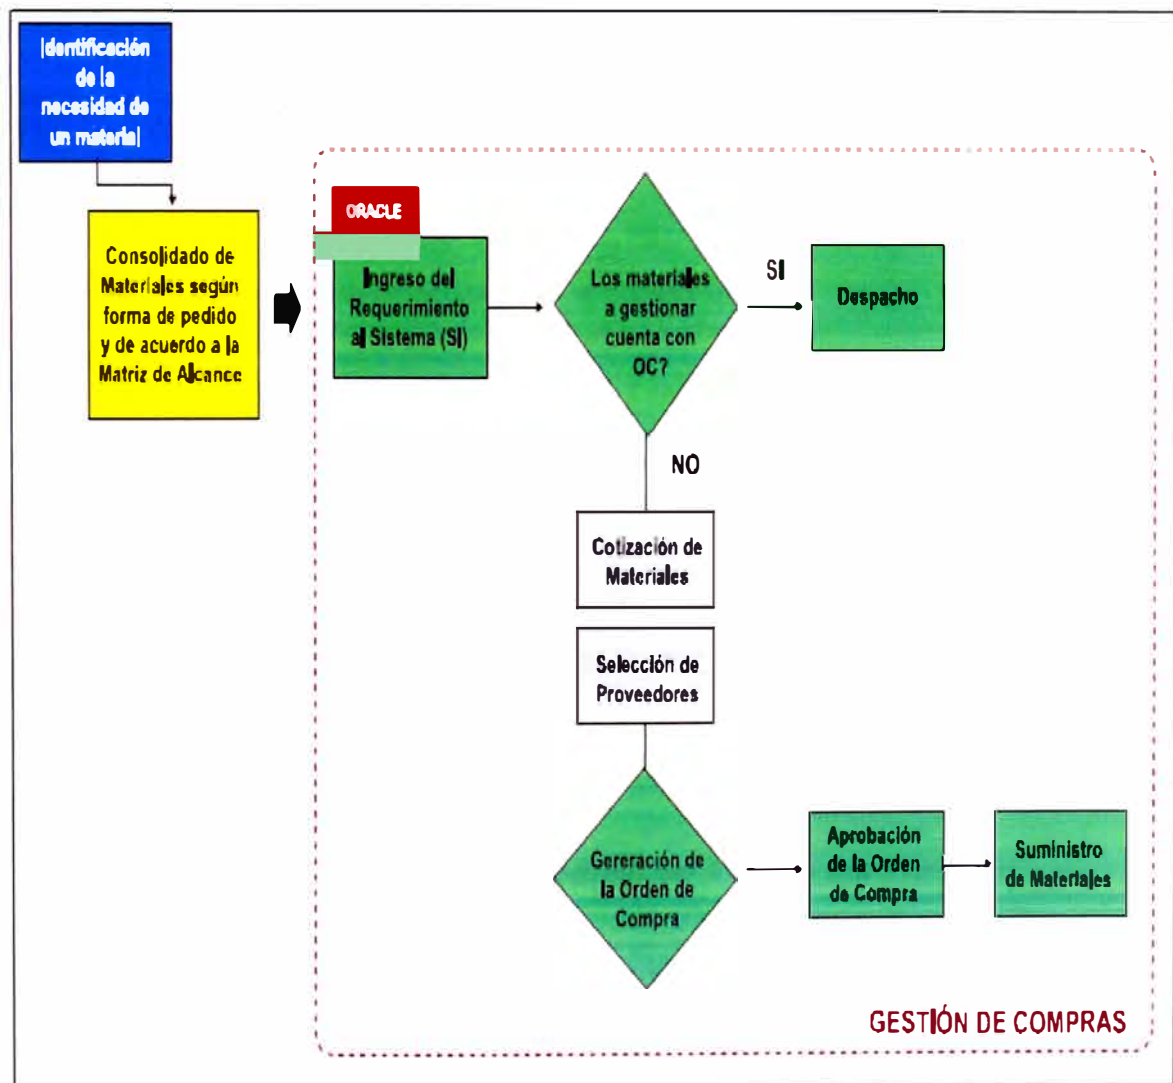 Identificación
de la
necesidad de
un material
Consolidado de
Materiales según
forma de pedido
y de acuerdo a la
Matriz de Alcance
ORACLE
Ingreso del
Requerimiento
al Sistema (SI)
Los materiales
a gestionar
cuenta con
OC?
SI
Despacho
NO
Cotización de
Materiales
Selección de
Proveedores
Gereración de
la Orden de
Compra
Aprobación
de la Orden
de Compra
Suministro
de Materiales
GESTIÓN DE COMPRAS